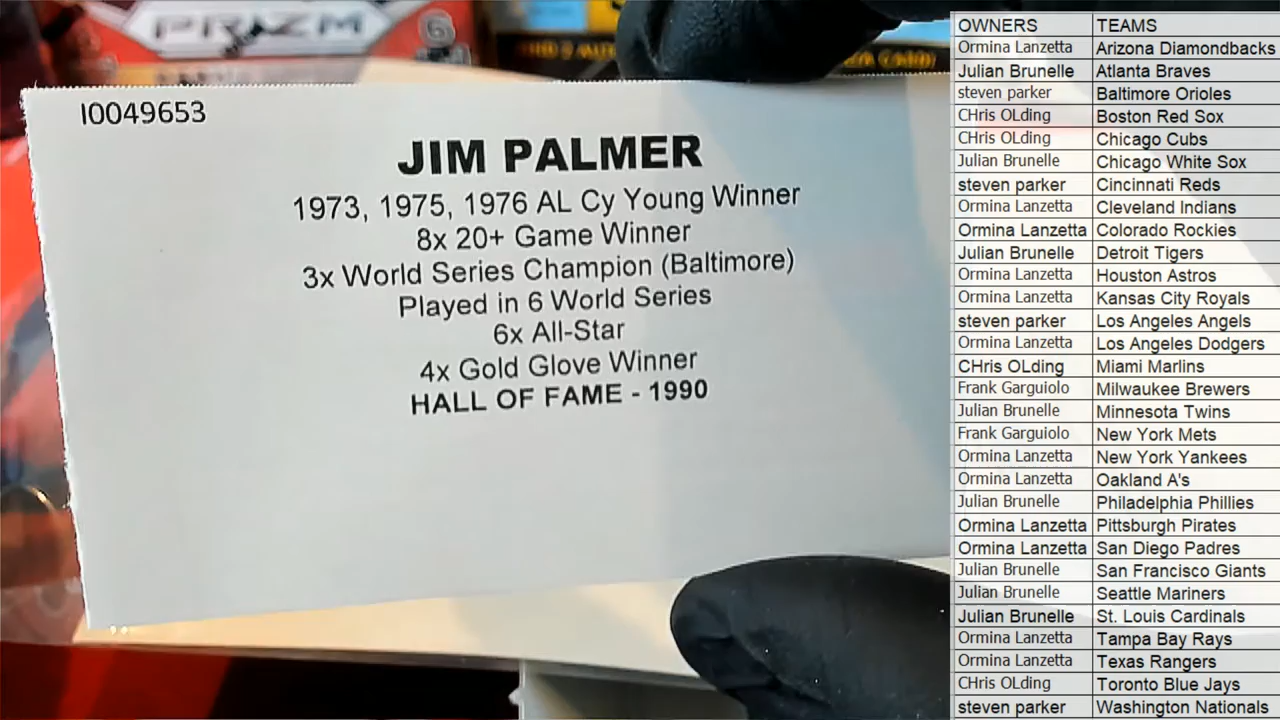 PRIZM
6
I0049653
JIM PALMER
1973, 1975, 1976 AL Cy Young Winner
8x 20+ Game Winner
3x World Series Champion (Baltimore)
Played in 6 World Series
6x All-Star
4x Gold Glove Winner
HALL OF FAME - 1990
OWNERS TEAMS
Ormina Lanzetta Arizona Diamondbacks
Julian Brunelle Atlanta Braves
steven parker Baltimore Orioles
CHris OLding Boston Red Sox
CHris OLding Chicago Cubs
Julian Brunelle Chicago White Sox
steven parker Cincinnati Reds
Ormina Lanzetta Cleveland Indians
Ormina Lanzetta Colorado Rockies
Julian Brunelle Detroit Tigers
Ormina Lanzetta Houston Astros
Ormina Lanzetta Kansas City Royals
steven parker Los Angeles Angels
Ormina Lanzetta Los Angeles Dodgers
CHris OLding Miami Marlins
Frank Garguiolo Milwaukee Brewers
Julian Brunelle Minnesota Twins
Frank Garguiolo New York Mets
Ormina Lanzetta New York Yankees
Ormina Lanzetta Oakland A's
Julian Brunelle Philadelphia Phillies
Ormina Lanzetta Pittsburgh Pirates
Ormina Lanzetta San Diego Padres
Julian Brunelle San Francisco Giants
Julian Brunelle Seattle Mariners
Julian Brunelle St. Louis Cardinals
Ormina Lanzetta Tampa Bay Rays
Ormina Lanzetta Texas Rangers
CHris OLding Toronto Blue Jays
steven parker Washington Nationals